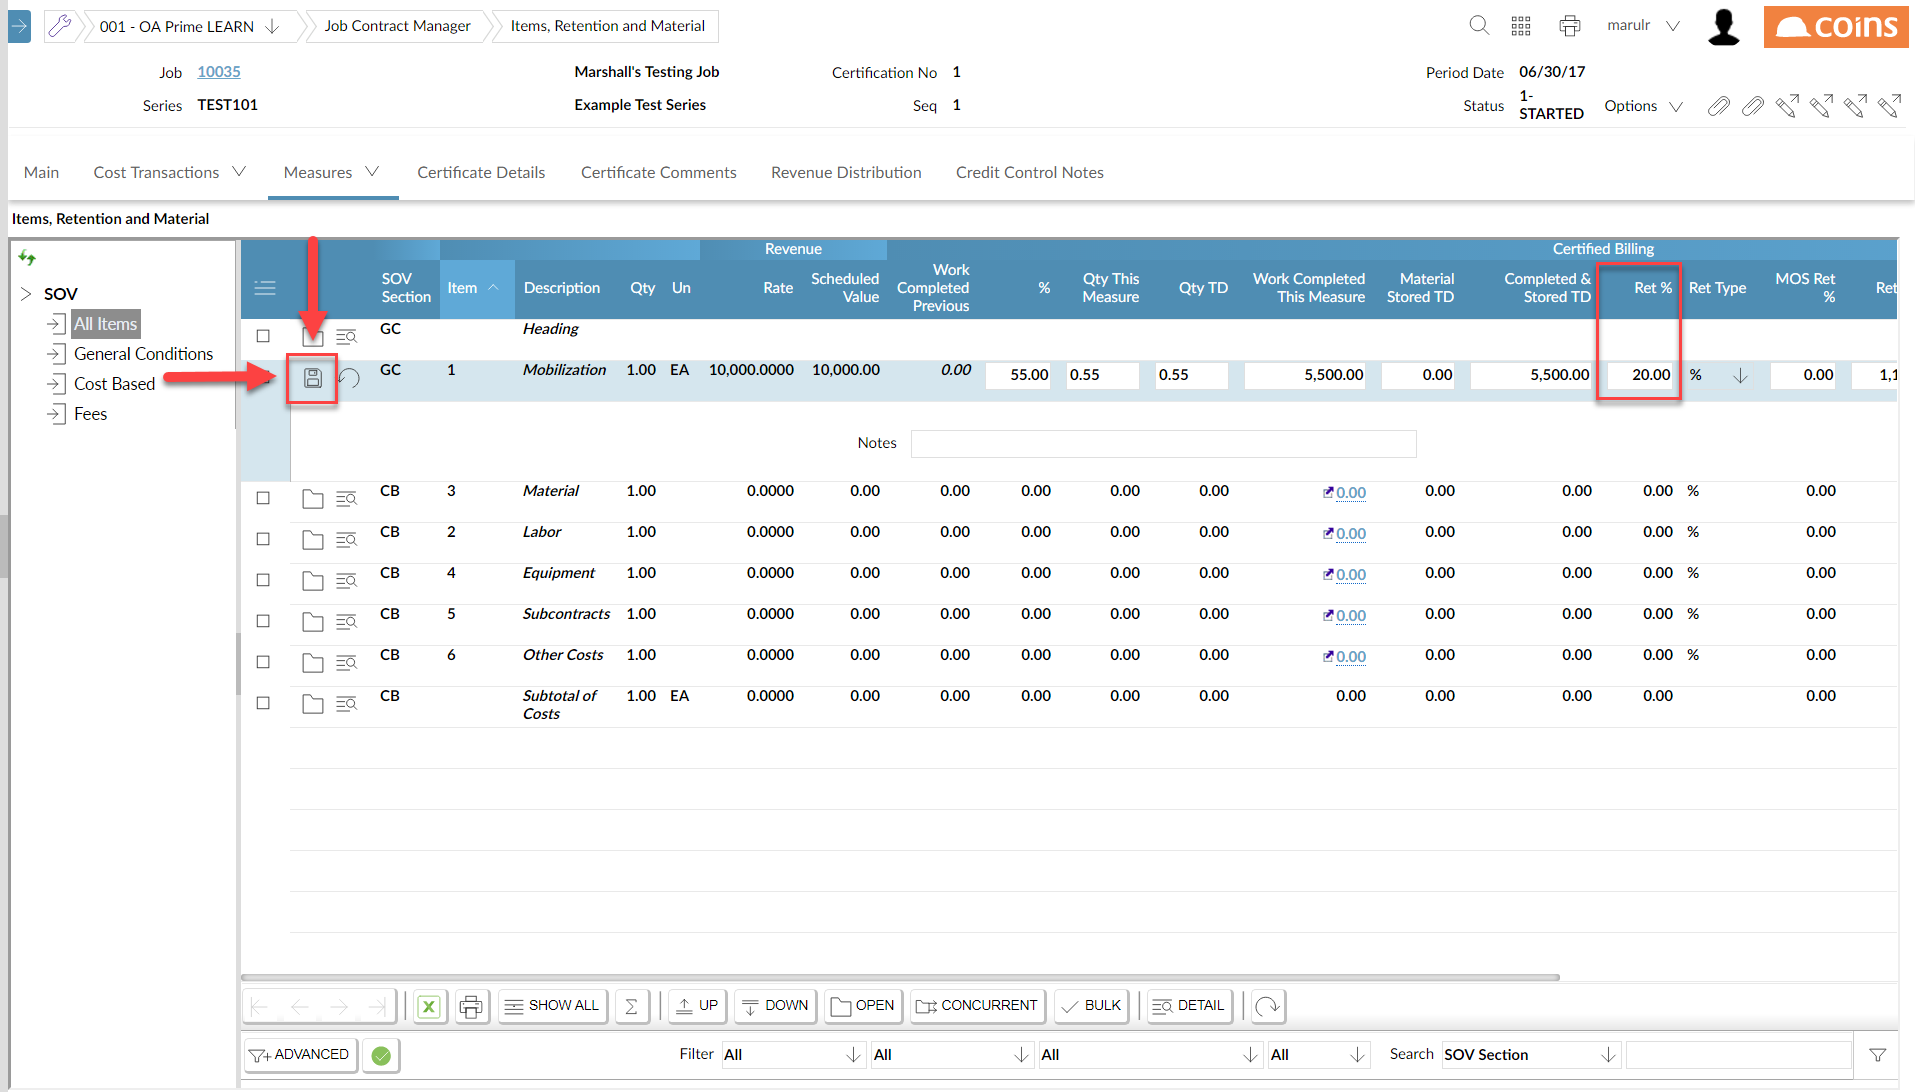 001 - OA Prime LEARN
Job Contract Manager
Items, Retention and Material
marulr
coins
Job 10035 Marshall's Testing Job Certification No 1 Period Date 06/30/17
Series TEST101 Example Test Series Seq 1 Status 1-STARTED Options
Main Cost Transactions Measures Certificate Details Certificate Comments Revenue Distribution Credit Control Notes
Items, Retention and Material
SOV
All Items
General Conditions
Cost Based
Fees
Revenue Certified Billing
SOV Section Item Description Qty Un Rate Scheduled Value Work Completed Previous % Qty This Measure Qty TD Work Completed This Measure Material Stored TD Completed & Stored TD Ret % Ret Type MOS Ret % Ret
GC Heading
GC 1 Mobilization 1.00 EA 10,000.0000 10,000.00 0.00 55.00 0.55 0.55 5,500.00 0.00 5,500.00 20.00 % 0.00 1,1
Notes
CB 3 Material 1.00 0.0000 0.00 0.00 0.00 0.00 0.00 0.00 0.00 0.00 0.00 % 0.00
CB 2 Labor 1.00 0.0000 0.00 0.00 0.00 0.00 0.00 0.00 0.00 0.00 0.00 % 0.00
CB 4 Equipment 1.00 0.0000 0.00 0.00 0.00 0.00 0.00 0.00 0.00 0.00 0.00 % 0.00
CB 5 Subcontracts 1.00 0.0000 0.00 0.00 0.00 0.00 0.00 0.00 0.00 0.00 0.00 % 0.00
CB 6 Other Costs 1.00 0.0000 0.00 0.00 0.00 0.00 0.00 0.00 0.00 0.00 0.00 % 0.00
CB Subtotal of Costs 1.00 EA 0.0000 0.00 0.00 0.00 0.00 0.00 0.00 0.00 0.00 0.00 0.00
X SHOW ALL Σ UP DOWN OPEN CONCURRENT BULK DETAIL
ADVANCED Filter All All All All Search SOV Section